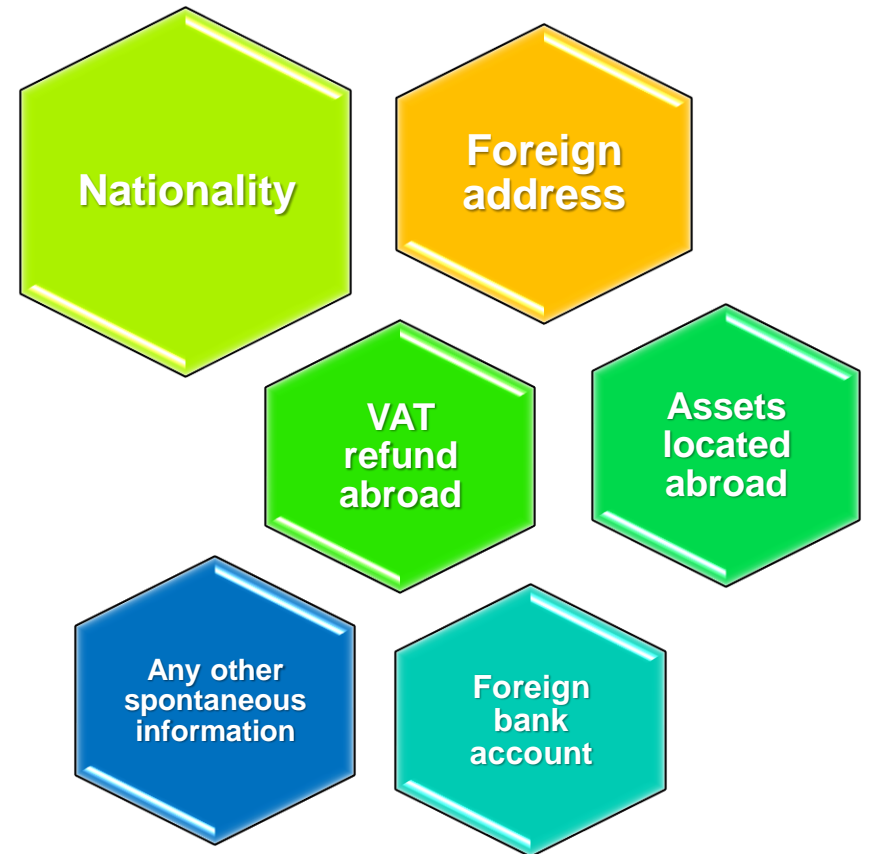 Nationality
Foreign
address
VAT
refund
abroad
Assets
located
abroad
Any other
spontaneous
information
Foreign
bank
account